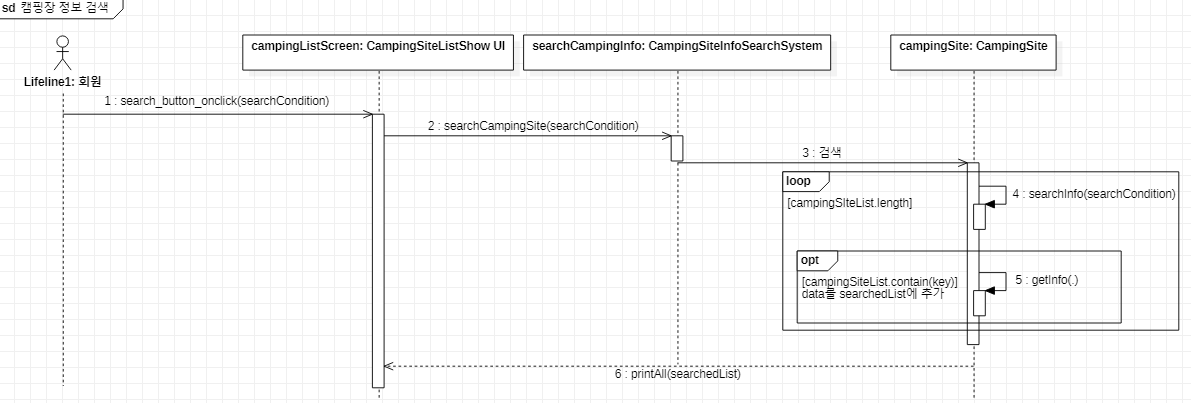 sd 캠핑장 정보 검색
campingListScreen: CampingSiteListShow UI
searchCampingInfo: CampingSiteInfoSearchSystem
campingSite: CampingSite
Lifeline1: 회원
1 : search_button_onclick(searchCondition)
2 : searchCampingSite(searchCondition)
3 : 검색
loop
[campingSIteList.length]
4 : searchInfo(searchCondition)
opt
[campingSiteList.contain(key)]
data를 searchedList에 추가
5 : getInfo(.)
6 : printAll(searchedList)